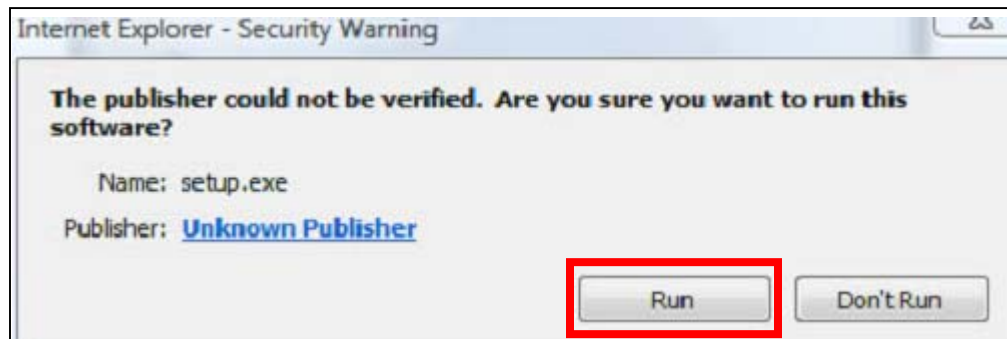 Internet Explorer - Security Warning
The publisher could not be verified.  Are you sure you want to run this
software?
Name: setup.exe
Publisher: Unknown Publisher
Run Don't Run